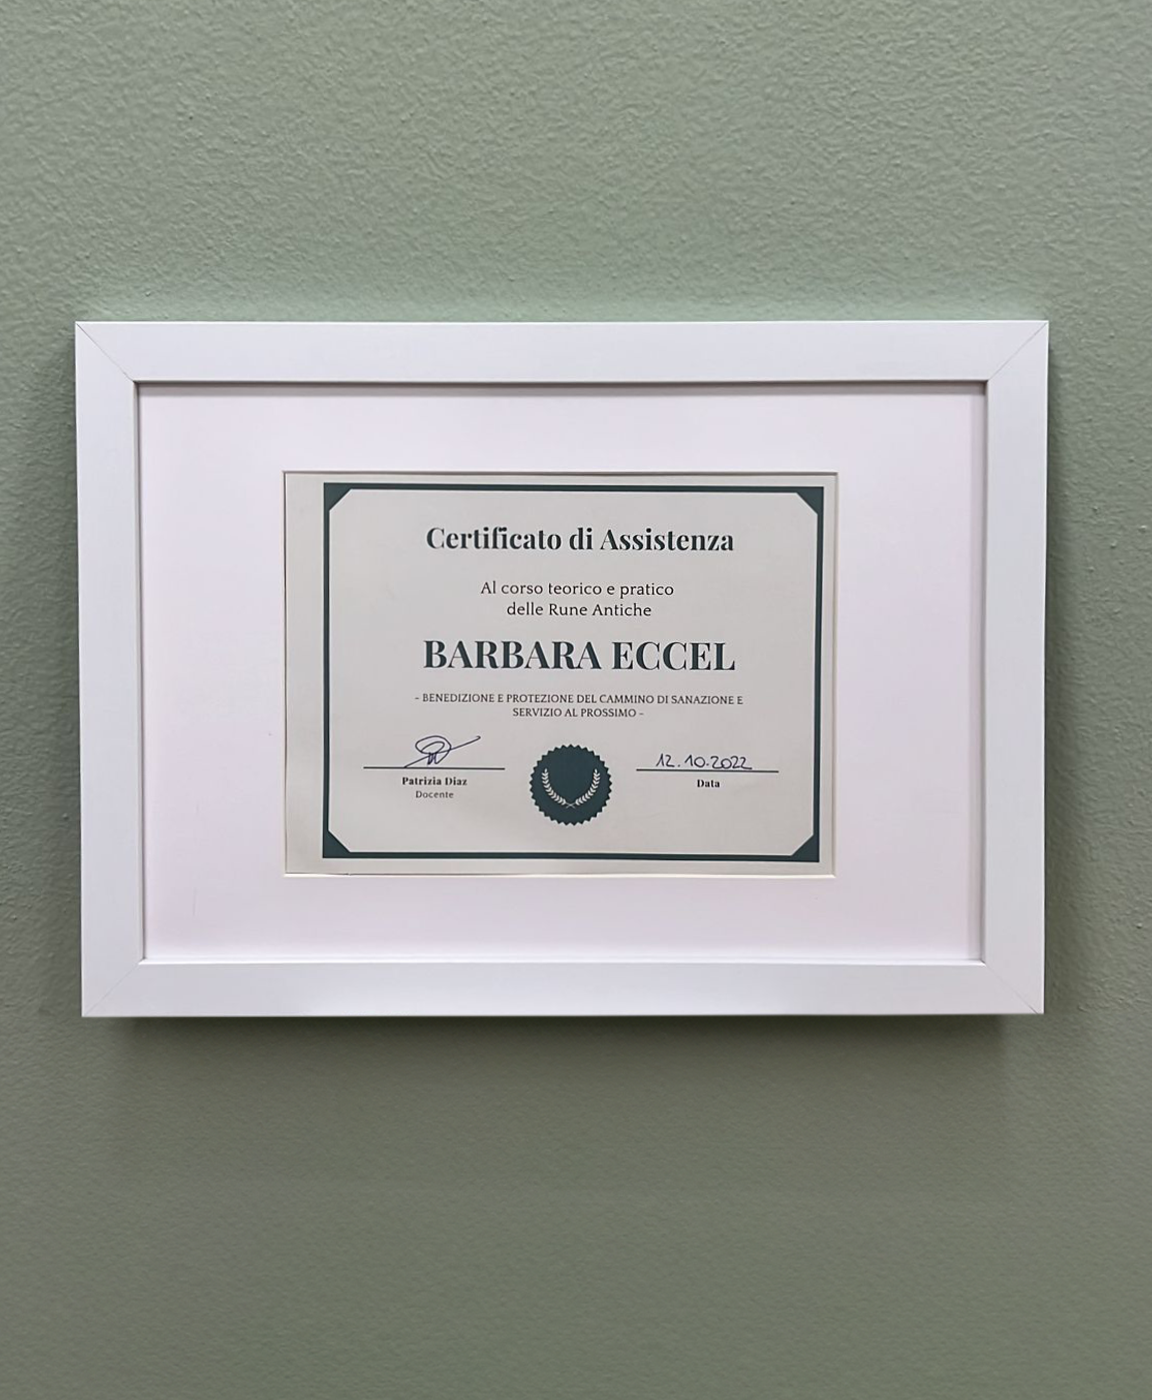 Certificato di Assistenza
Al corso teorico e pratico
delle Rune Antiche
BARBARA ECCEL
- BENEDIZIONE E PROTEZIONE DEL CAMMINO DI SANAZIONE E
SERVIZIO AL PROSSIMO -
12.10.2022
Patrizia Diaz
Data
Docente